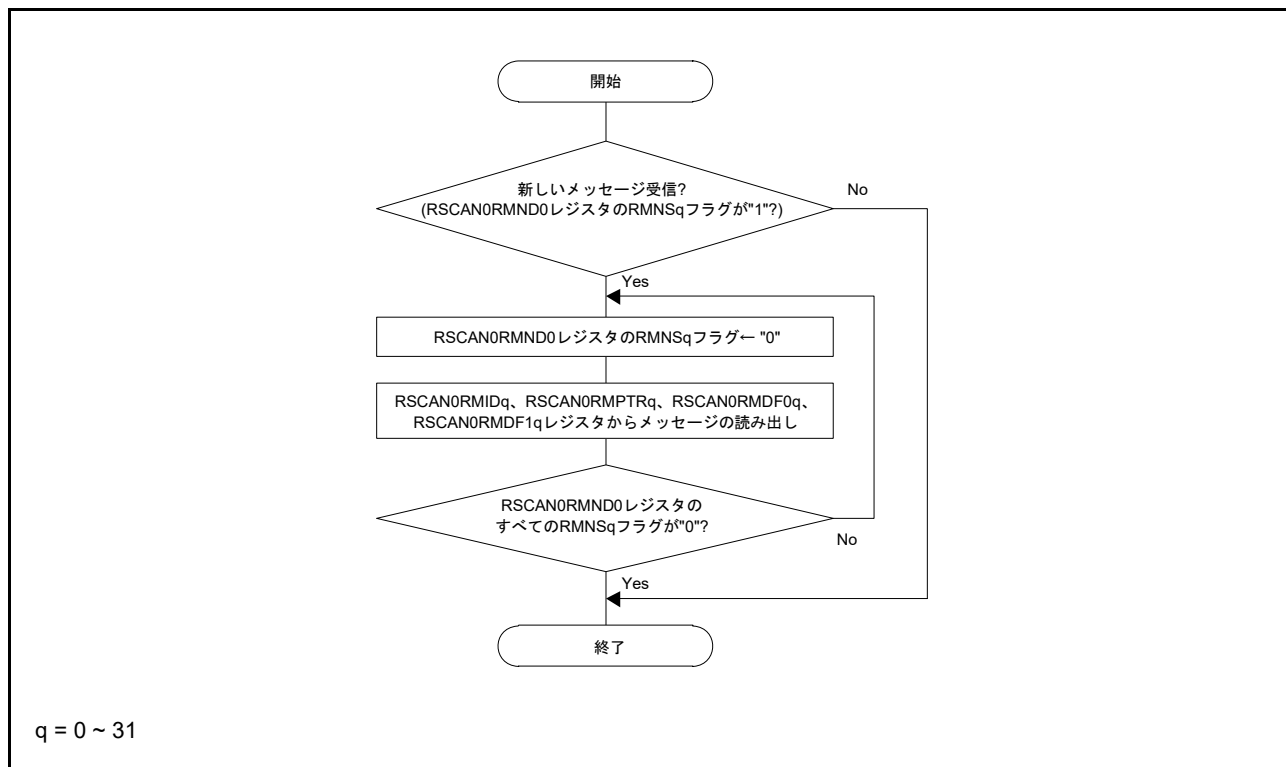 開始
新しいメッセージ受信?
(RSCAN0RMND0レジスタのRMNSqフラグが"1"?)
No
Yes
RSCAN0RMND0レジスタのRMNSqフラグ← "0"
RSCAN0RMIDq、RSCAN0RMPTRq、RSCAN0RMDF0q、
RSCAN0RMDF1qレジスタからメッセージの読み出し
RSCAN0RMND0レジスタの
すべてのRMNSqフラグが"0"?
No
Yes
終了
q = 0 ~ 31